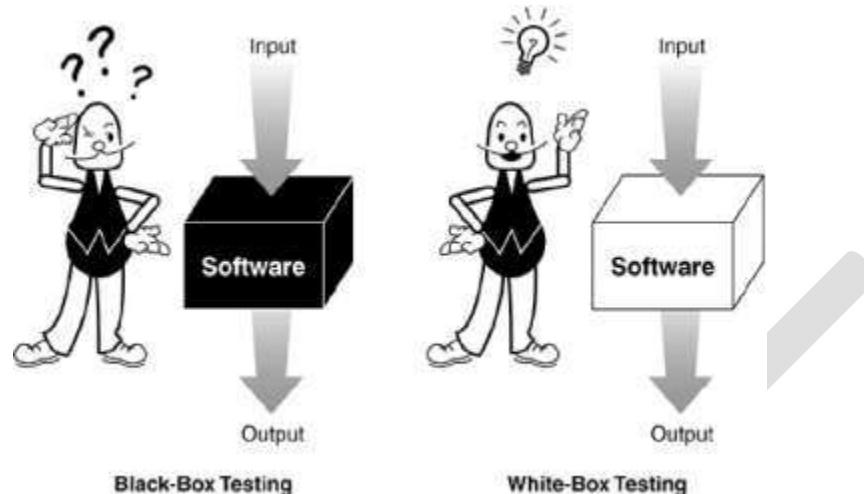 ? ? ?
Input
Software
Output
Black-Box Testing
Input
Software
Output
White-Box Testing